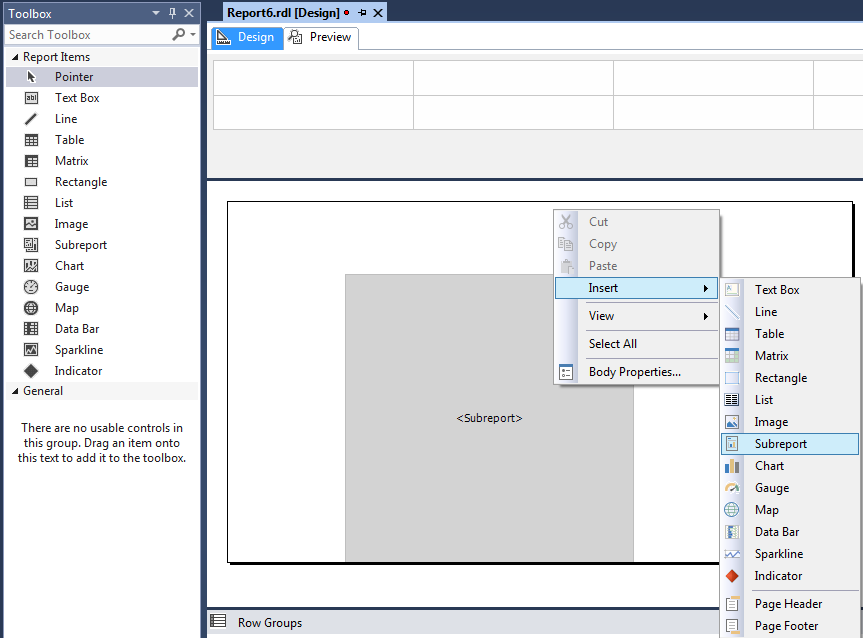 Toolbox
Search Toolbox
Report Items
Pointer
Text Box
Line
Table
Matrix
Rectangle
List
Image
Subreport
Chart
Gauge
Map
Data Bar
Sparkline
Indicator
General
There are no usable controls in
this group. Drag an item onto
this text to add it to the toolbox.
Report6.rdl [Design]
Design
Preview
<Subreport>
Cut
Copy
Paste
Insert
View
Select All
Body Properties...
Text Box
Line
Table
Matrix
Rectangle
List
Image
Subreport
Chart
Gauge
Map
Data Bar
Sparkline
Indicator
Page Header
Page Footer
Row Groups